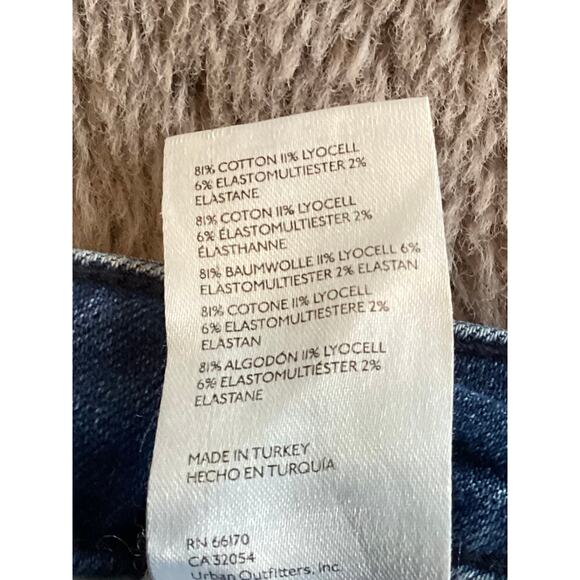 81% COTTON 11% LYOCELL
6% ELASTOMULTIESTER 2%
ELASTANE
81% COTON 11% LYOCELL
6% ÉLASTOMULTIESTER 2%
ÉLASTHANNE
81% BAUMWOLLE 11% LYOCELL 6%
ELASTOMULTIESTER 2% ELASTAN
81% COTONE 11% LYOCELL
6% ELASTOMULTIESTERE 2%
ELASTAN
81% ALGODÓN 11% LYOCELL
6% ELASTOMULTIÉSTER 2%
ELASTANE
MADE IN TURKEY
HECHO EN TURQUÍA
RN 66170
CA 32054
Urban Outfitters, Inc.